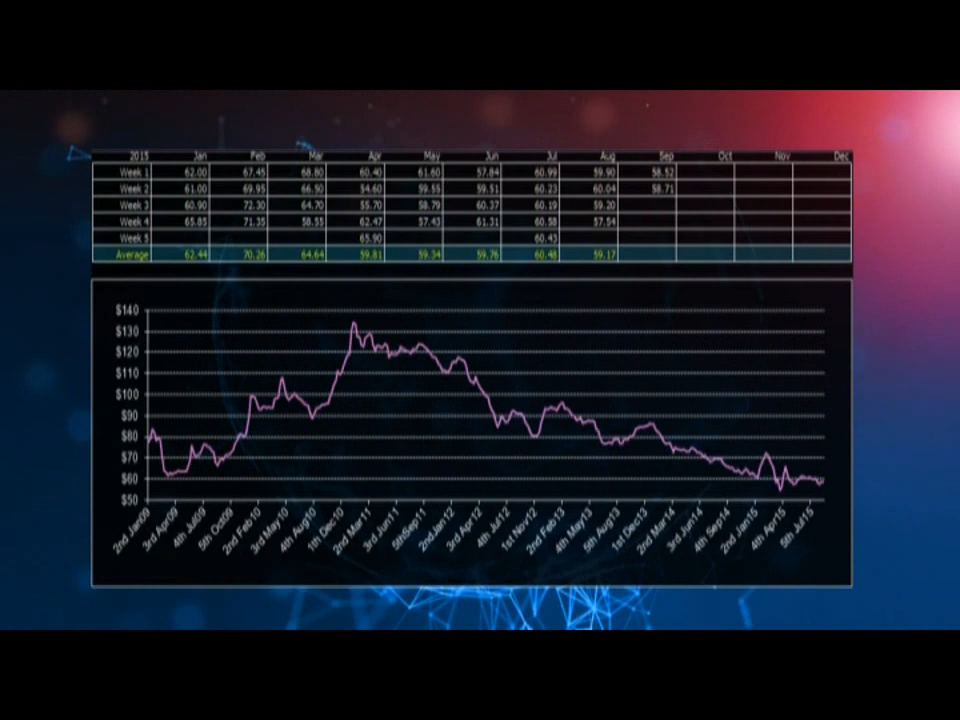 2015 Jan Feb Mar Apr May Jun Jul Aug Sep Oct Nov Dec
Week 1 62.00 67.45 68.80 60.40 61.60 57.84 60.99 59.90 58.52
Week 2 61.00 69.95 66.50 54.60 59.55 59.51 60.23 60.04 58.71
Week 3 60.90 72.30 64.70 55.70 58.79 60.37 60.19 59.20
Week 4 65.85 71.35 58.55 62.47 57.43 61.31 60.58 57.54
Week 5 65.90 60.43
Average 62.44 70.26 64.64 59.81 59.34 59.76 60.48 59.17
$140
$130
$120
$110
$100
$90
$80
$70
$60
$50
2nd Jan09 3rd Apr09 4th Jul09 5th Oct09 2nd Feb10 3rd May10 4th Aug10 1th Dec10 2nd Mar11 3rd Jun11 5thSep11 2nd.Jan12 3rd Apr12 4th Jul12 1st Nov12 2nd Feb13 4th May13 5th Aug13 1st Dec13 2nd Mar14 3rd Jun14 4th Sep14 2nd Jan15 4th Apr15 5th Jul15